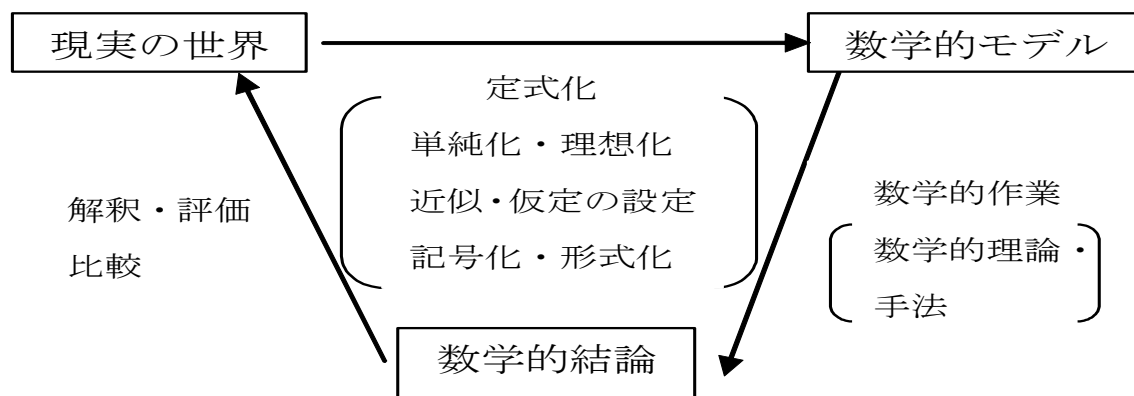 現実の世界
数学的モデル
定式化
単純化・理想化
近似・仮定の設定
記号化・形式化
数学的作業
数学的理論・
手法
解釈・評価
比較
数学的結論